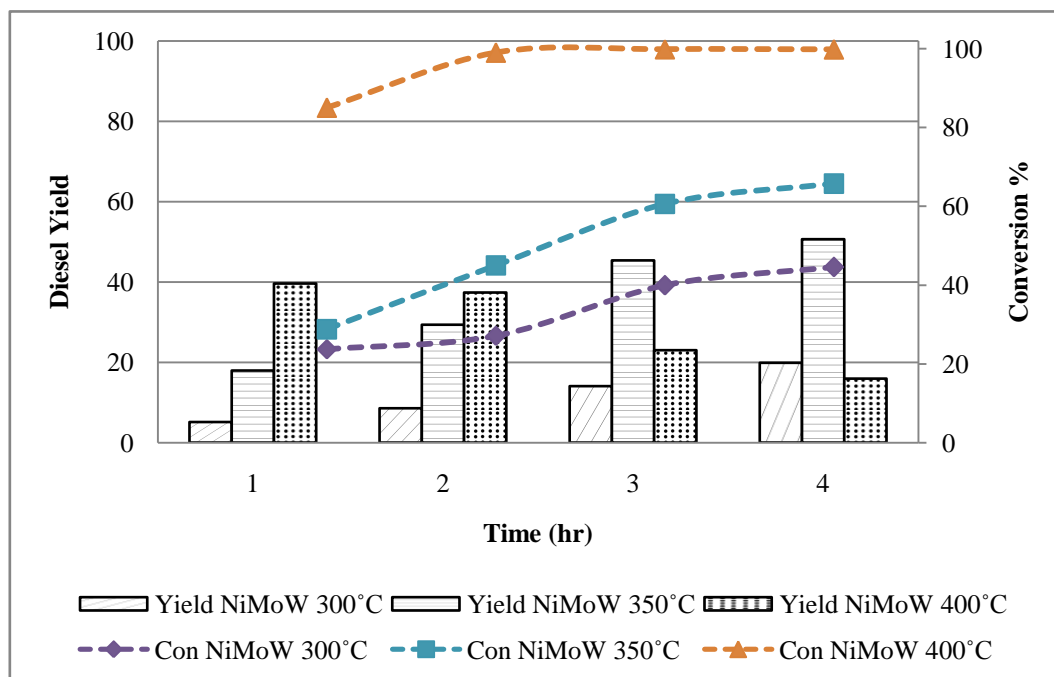 100
80
60
40
20
0
Diesel Yield
100
80
60
40
20
0
Conversion %
1 2 3 4
Time (hr)
Yield NiMoW 300˚C Yield NiMoW 350˚C Yield NiMoW 400˚C
Con NiMoW 300˚C Con NiMoW 350˚C Con NiMoW 400˚C